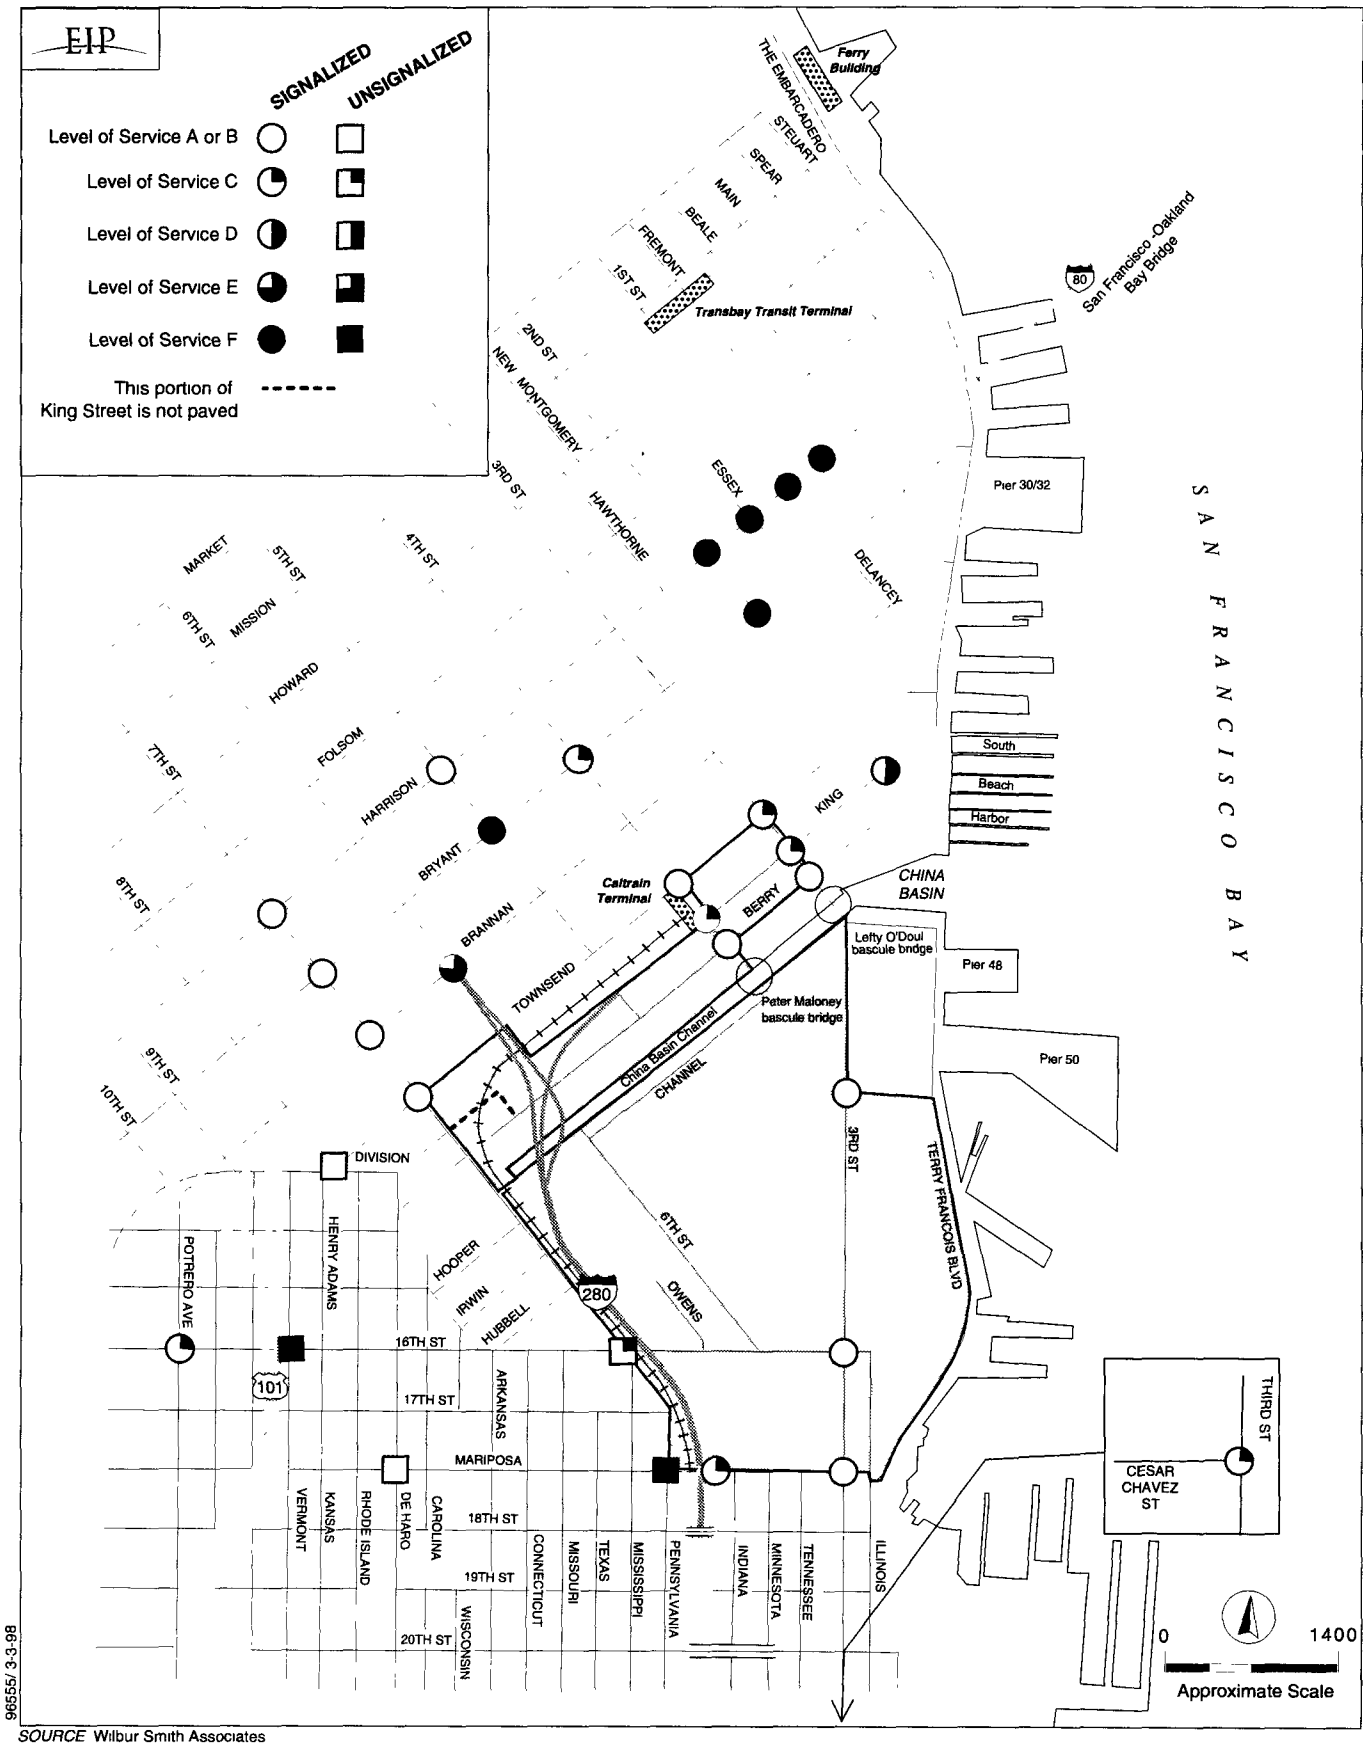 EIP
SIGNALIZED
UNSIGNALIZED
Level of Service A or B
Level of Service C
Level of Service D
Level of Service E
Level of Service F
This portion of
King Street is not paved
Ferry
Building
THE EMBARCADERO
STEUART
SPEAR
MAIN
BEALE
FREMONT
1ST ST
Transbay Transit Terminal
80
San Francisco-Oakland
Bay Bridge
2ND ST
NEW MONTGOMERY
3RD ST
HAWTHORNE
ESSEX
DELANCEY
Pier 30/32
SAN FRANCISCO BAY
MARKET
5TH ST
4TH ST
6TH ST
MISSION
HOWARD
FOLSOM
7TH ST
HARRISON
BRYANT
8TH ST
BRANNAN
TOWNSEND
KING
BERRY
Caltrain
Terminal
South
Beach
Harbor
CHINA
BASIN
Lefty O'Doul
bascule bridge
Pier 48
Peter Maloney
bascule bridge
China Basin Channel
CHANNEL
Pier 50
9TH ST
10TH ST
DIVISION
3RD ST
TERRY FRANCOIS BLVD
6TH ST
OWENS
POTRERO AVE
HENRY ADAMS
HOOPER
IRWIN
HUBBELL
280
16TH ST
101
17TH ST
ARKANSAS
MARIPOSA
THIRD ST
CESAR
CHAVEZ
ST
VERMONT
KANSAS
RHODE ISLAND
DE HARO
CAROLINA
18TH ST
CONNECTICUT
MISSOURI
TEXAS
MISSISSIPPI
PENNSYLVANIA
INDIANA
MINNESOTA
TENNESSEE
ILLINOIS
19TH ST
WISCONSIN
20TH ST
0 1400
Approximate Scale
96555/ 3-3-98
SOURCE Wilbur Smith Associates